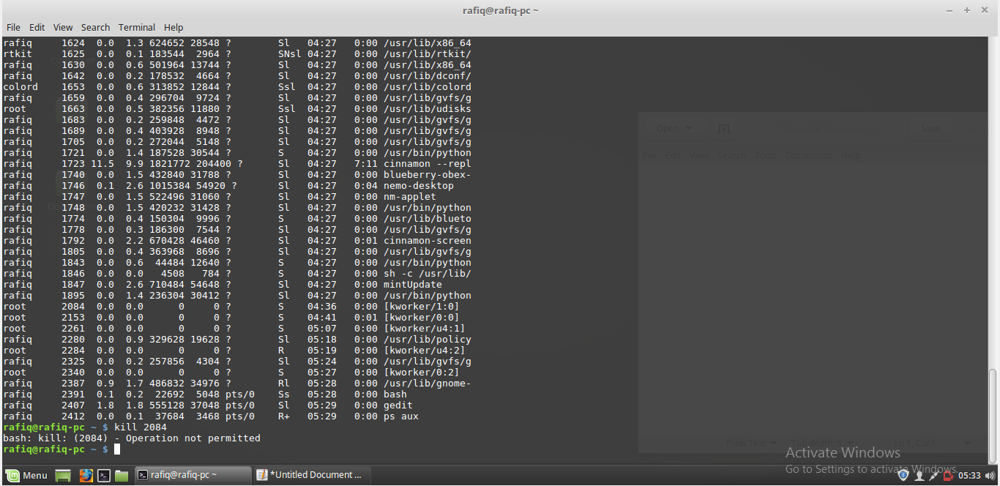 rafiq@rafiq-pc ~
File Edit View Search Terminal Help
rafiq 1624 0.0 1.3 624652 28548 ? Sl 04:27 0:00 /usr/lib/x86_64
rtkit 1625 0.0 0.1 183544 2964 ? SNsl 04:27 0:00 /usr/lib/rtkit/
rafiq 1630 0.0 0.6 501964 13744 ? Sl 04:27 0:00 /usr/lib/x86_64
rafiq 1642 0.0 0.2 178532 4664 ? Sl 04:27 0:00 /usr/lib/dconf/
colord 1653 0.0 0.6 313852 12844 ? Ssl 04:27 0:00 /usr/lib/colord
rafiq 1659 0.0 0.4 296704 9724 ? Sl 04:27 0:00 /usr/lib/gvfs/g
root 1663 0.0 0.5 382356 11880 ? Ssl 04:27 0:00 /usr/lib/udisks
rafiq 1683 0.0 0.2 259848 4472 ? Sl 04:27 0:00 /usr/lib/gvfs/g
rafiq 1689 0.0 0.4 403928 8948 ? Sl 04:27 0:00 /usr/lib/gvfs/g
rafiq 1705 0.0 0.2 272044 5148 ? Sl 04:27 0:00 /usr/lib/gvfs/g
rafiq 1721 0.0 1.4 187528 30544 ? S 04:27 0:00 /usr/bin/python
rafiq 1723 11.5 9.9 1821772 204400 ? Sl 04:27 7:11 cinnamon --repl
rafiq 1740 0.0 1.5 432840 31788 ? Sl 04:27 0:00 blueberry-obex-
rafiq 1746 0.1 2.6 1015384 54920 ? Sl 04:27 0:04 nemo-desktop
rafiq 1747 0.0 1.5 522496 31060 ? Sl 04:27 0:00 nm-applet
rafiq 1748 0.0 1.5 420232 31428 ? Sl 04:27 0:00 /usr/bin/python
rafiq 1774 0.0 0.4 150304 9996 ? S 04:27 0:00 /usr/lib/blueto
rafiq 1778 0.0 0.3 186300 7544 ? Sl 04:27 0:00 /usr/lib/gvfs/g
rafiq 1792 0.0 2.2 670428 46460 ? Sl 04:27 0:01 cinnamon-screen
rafiq 1805 0.0 0.4 363968 8696 ? Sl 04:27 0:00 /usr/lib/gvfs/g
rafiq 1843 0.0 0.6 44484 12640 ? S 04:27 0:00 /usr/bin/python
rafiq 1846 0.0 0.0 4508 784 ? S 04:27 0:00 sh -c /usr/lib/
rafiq 1847 0.0 2.6 710484 54648 ? Sl 04:27 0:00 mintUpdate
rafiq 1895 0.0 1.4 236304 30412 ? Sl 04:27 0:00 /usr/bin/python
root 2084 0.0 0.0 0 0 ? S 04:36 0:00 [kworker/1:0]
root 2153 0.0 0.0 0 0 ? S 04:41 0:01 [kworker/0:0]
root 2261 0.0 0.0 0 0 ? S 05:07 0:00 [kworker/u4:1]
rafiq 2280 0.0 0.9 329628 19628 ? Sl 05:18 0:00 /usr/lib/policy
root 2284 0.0 0.0 0 0 ? R 05:19 0:00 [kworker/u4:2]
rafiq 2325 0.0 0.2 257856 4304 ? Sl 05:24 0:00 /usr/lib/gvfs/g
root 2340 0.0 0.0 0 0 ? S 05:27 0:00 [kworker/0:2]
rafiq 2387 0.9 1.7 486832 34976 ? Rl 05:28 0:00 /usr/lib/gnome-
rafiq 2391 0.1 0.2 22692 5048 pts/0 Ss 05:28 0:00 bash
rafiq 2407 1.8 1.8 555128 37048 pts/0 Sl 05:29 0:00 gedit
rafiq 2412 0.0 0.1 37684 3468 pts/0 R+ 05:29 0:00 ps aux
rafiq@rafiq-pc ~ $ kill 2084
bash: kill: (2084) - Operation not permitted
rafiq@rafiq-pc ~ $
Open Save
File Edit View Search Tools Documents Help
Plain Text Ln 1, Col 1
Activate Windows
Go to Settings to activate Windows.
Menu rafiq@rafiq-pc ~ *Untitled Document ... 05:33